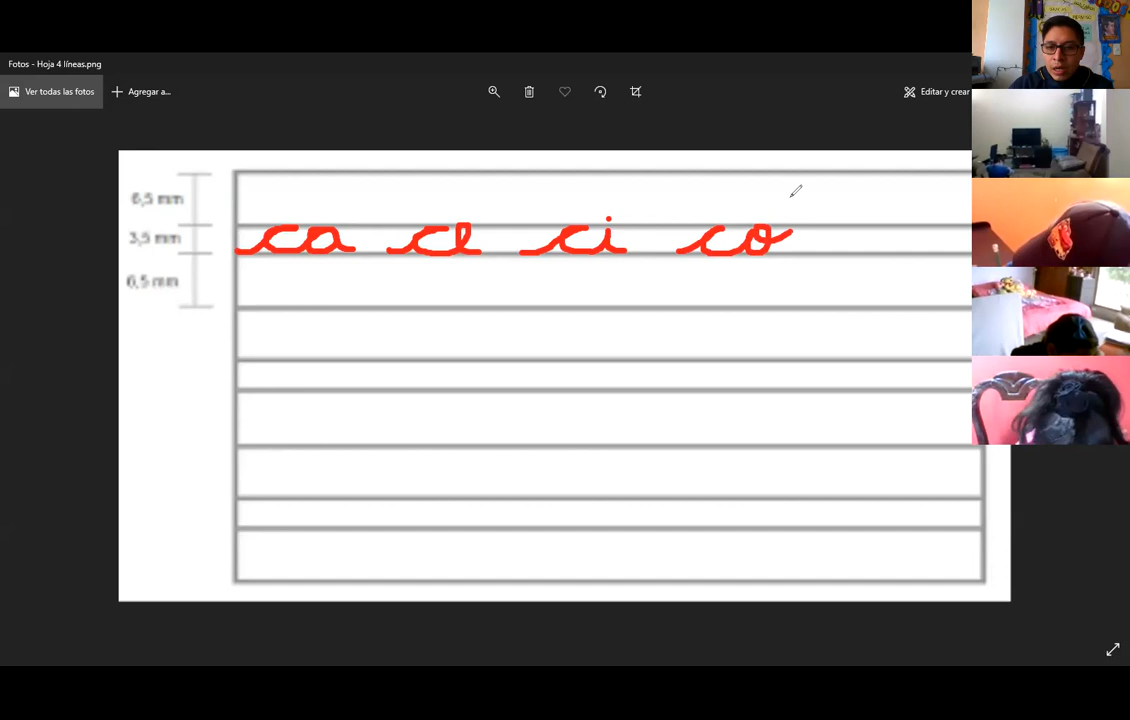 Fotos - Hoja 4 líneas.png
Ver todas las fotos
Agregar a...
Editar y crear
6,5 mm
3,5 mm
6,5 mm
ca ce ci co
100